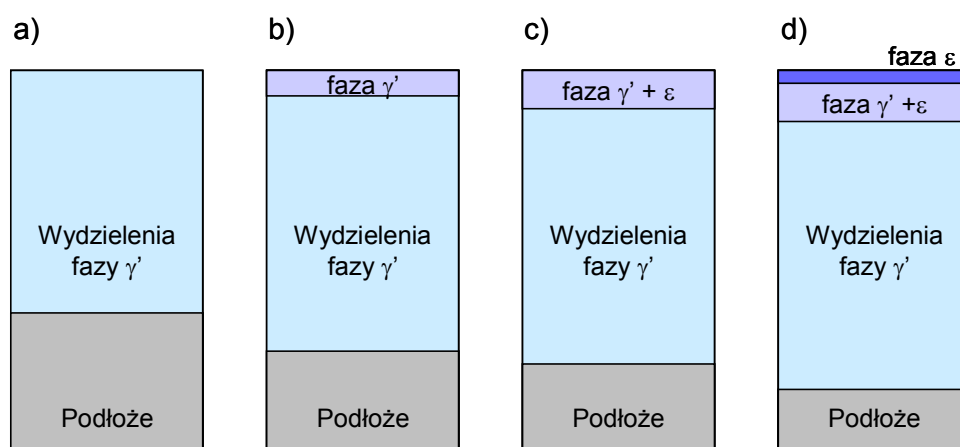 a)
b)
c)
d)
faza ε
faza γ’
faza γ’ + ε
faza γ’ +ε
Wydzielenia
fazy γ’
Wydzielenia
fazy γ’
Wydzielenia
fazy γ’
Wydzielenia
fazy γ’
Podłoże
Podłoże
Podłoże
Podłoże